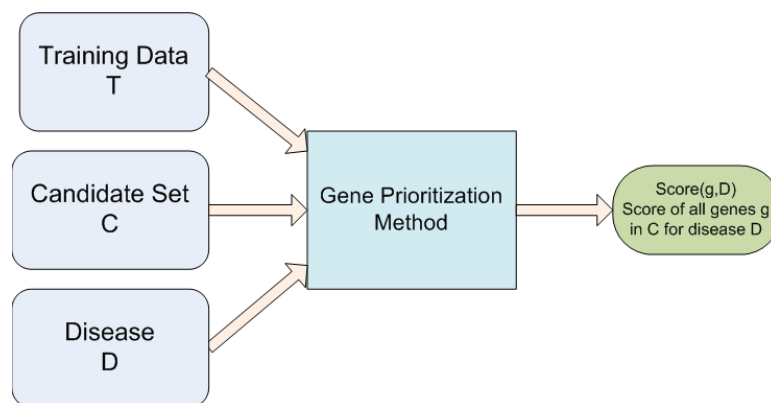 Training Data
T
Candidate Set
C
Disease
D
Gene Prioritization
Method
Score(g,D)
Score of all genes g
in C for disease D